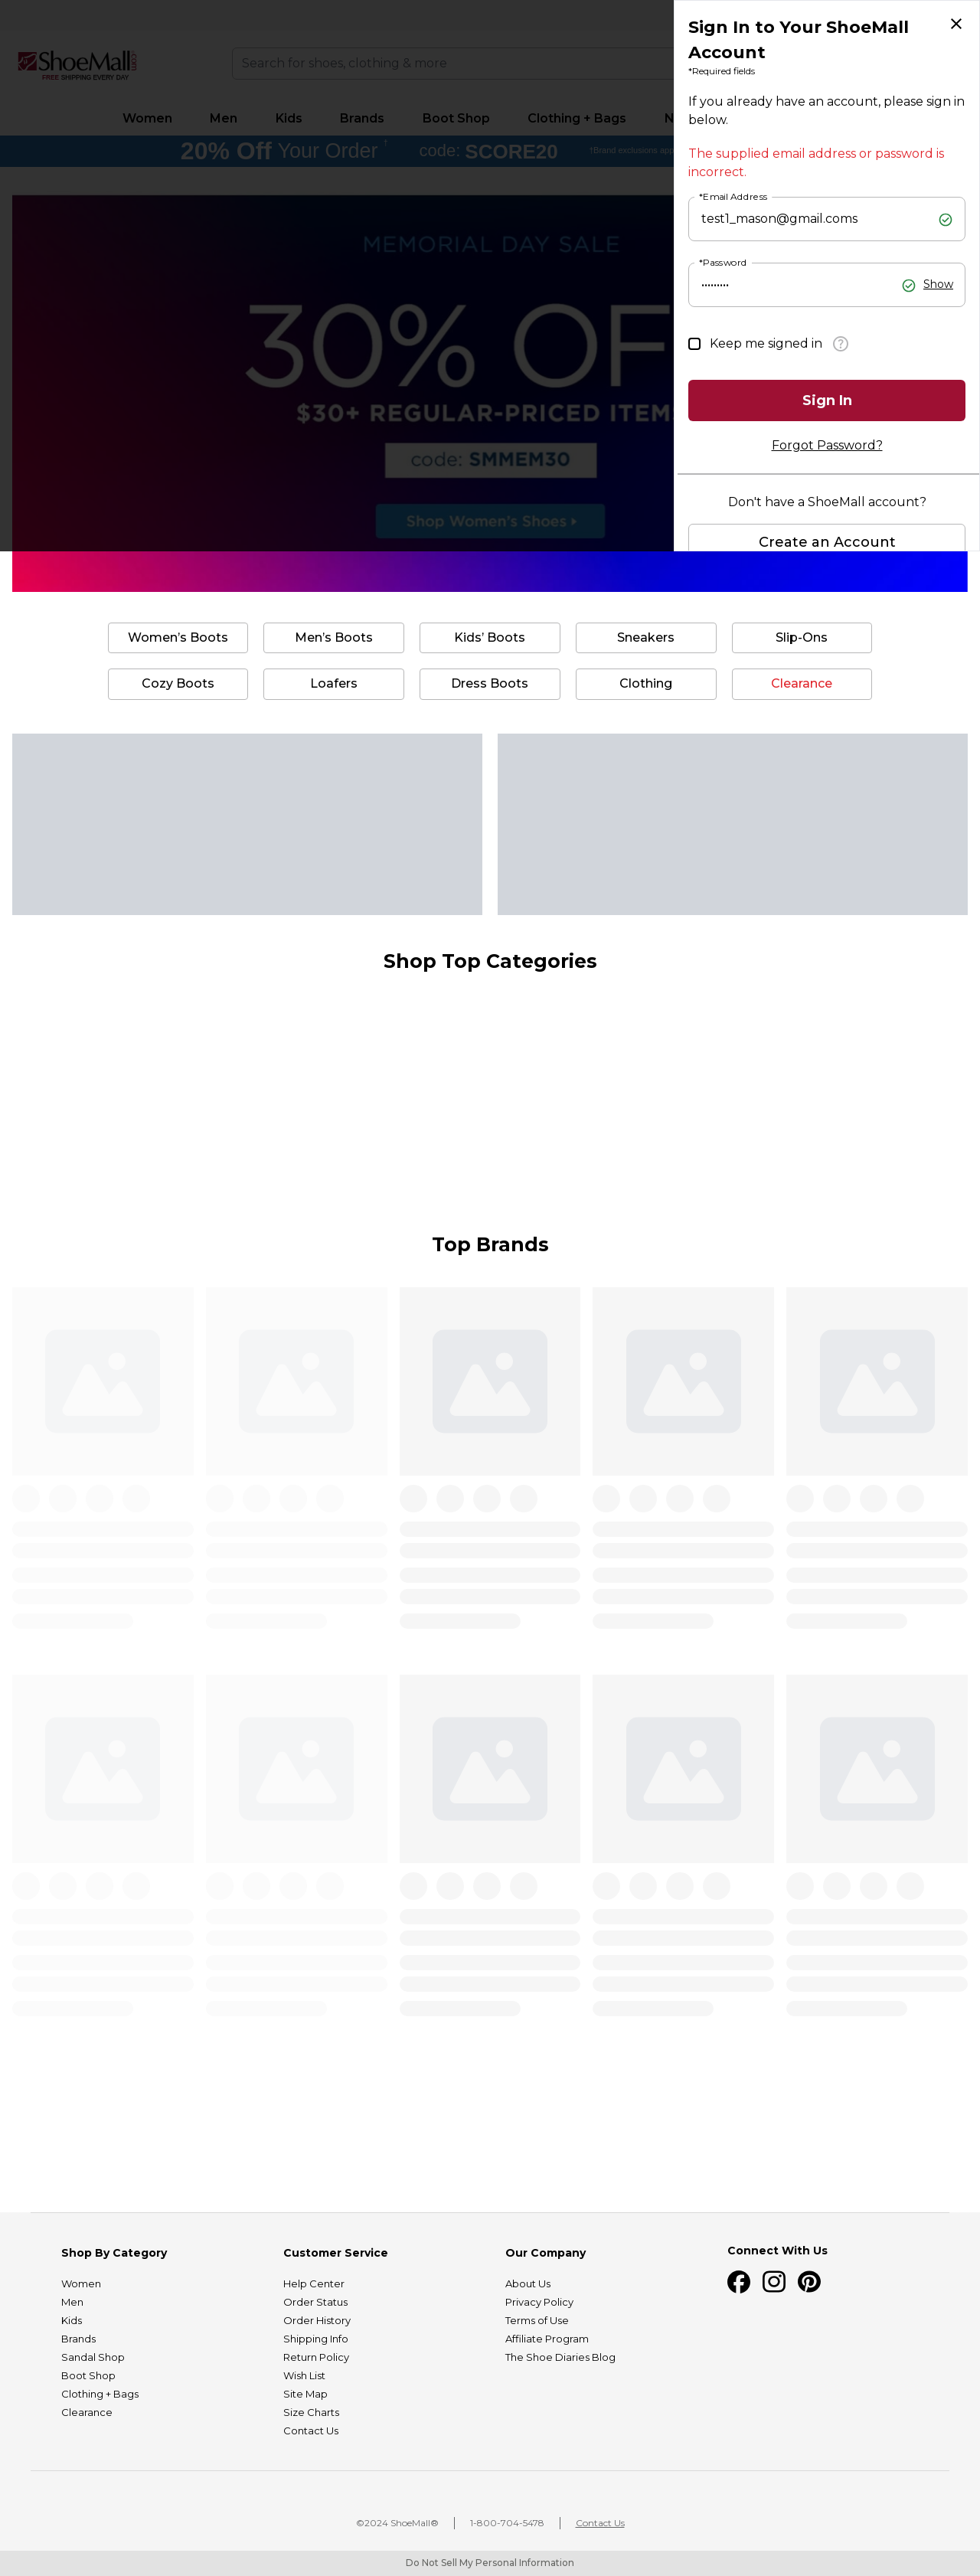 ShoeMall
.COM
FREE SHIPPING EVERY DAY
Search for shoes, clothing & more
Women Men Kids Brands Boot Shop Clothing + Bags
20% Off Your Order † code: SCORE20
MEMORIAL DAY SALE
30% OF
$30+ REGULAR-PRICED ITEM
code: SMMEM30
Shop Women's Shoes
Sign In to Your ShoeMall Account
*Required fields
If you already have an account, please sign in below.
The supplied email address or password is incorrect.
*Email Address
test1_mason@gmail.coms
*Password
•••••••••
Show
Keep me signed in ?
Sign In
Forgot Password?
Don't have a ShoeMall account?
Create an Account
Women’s Boots Men’s Boots Kids’ Boots Sneakers Slip-Ons
Cozy Boots Loafers Dress Boots Clothing Clearance
Shop Top Categories
Top Brands
Shop By Category
Women
Men
Kids
Brands
Sandal Shop
Boot Shop
Clothing + Bags
Clearance
Customer Service
Help Center
Order Status
Order History
Shipping Info
Return Policy
Wish List
Site Map
Size Charts
Contact Us
Our Company
About Us
Privacy Policy
Terms of Use
Affiliate Program
The Shoe Diaries Blog
Connect With Us
©2024 ShoeMall® 1-800-704-5478 Contact Us
Do Not Sell My Personal Information